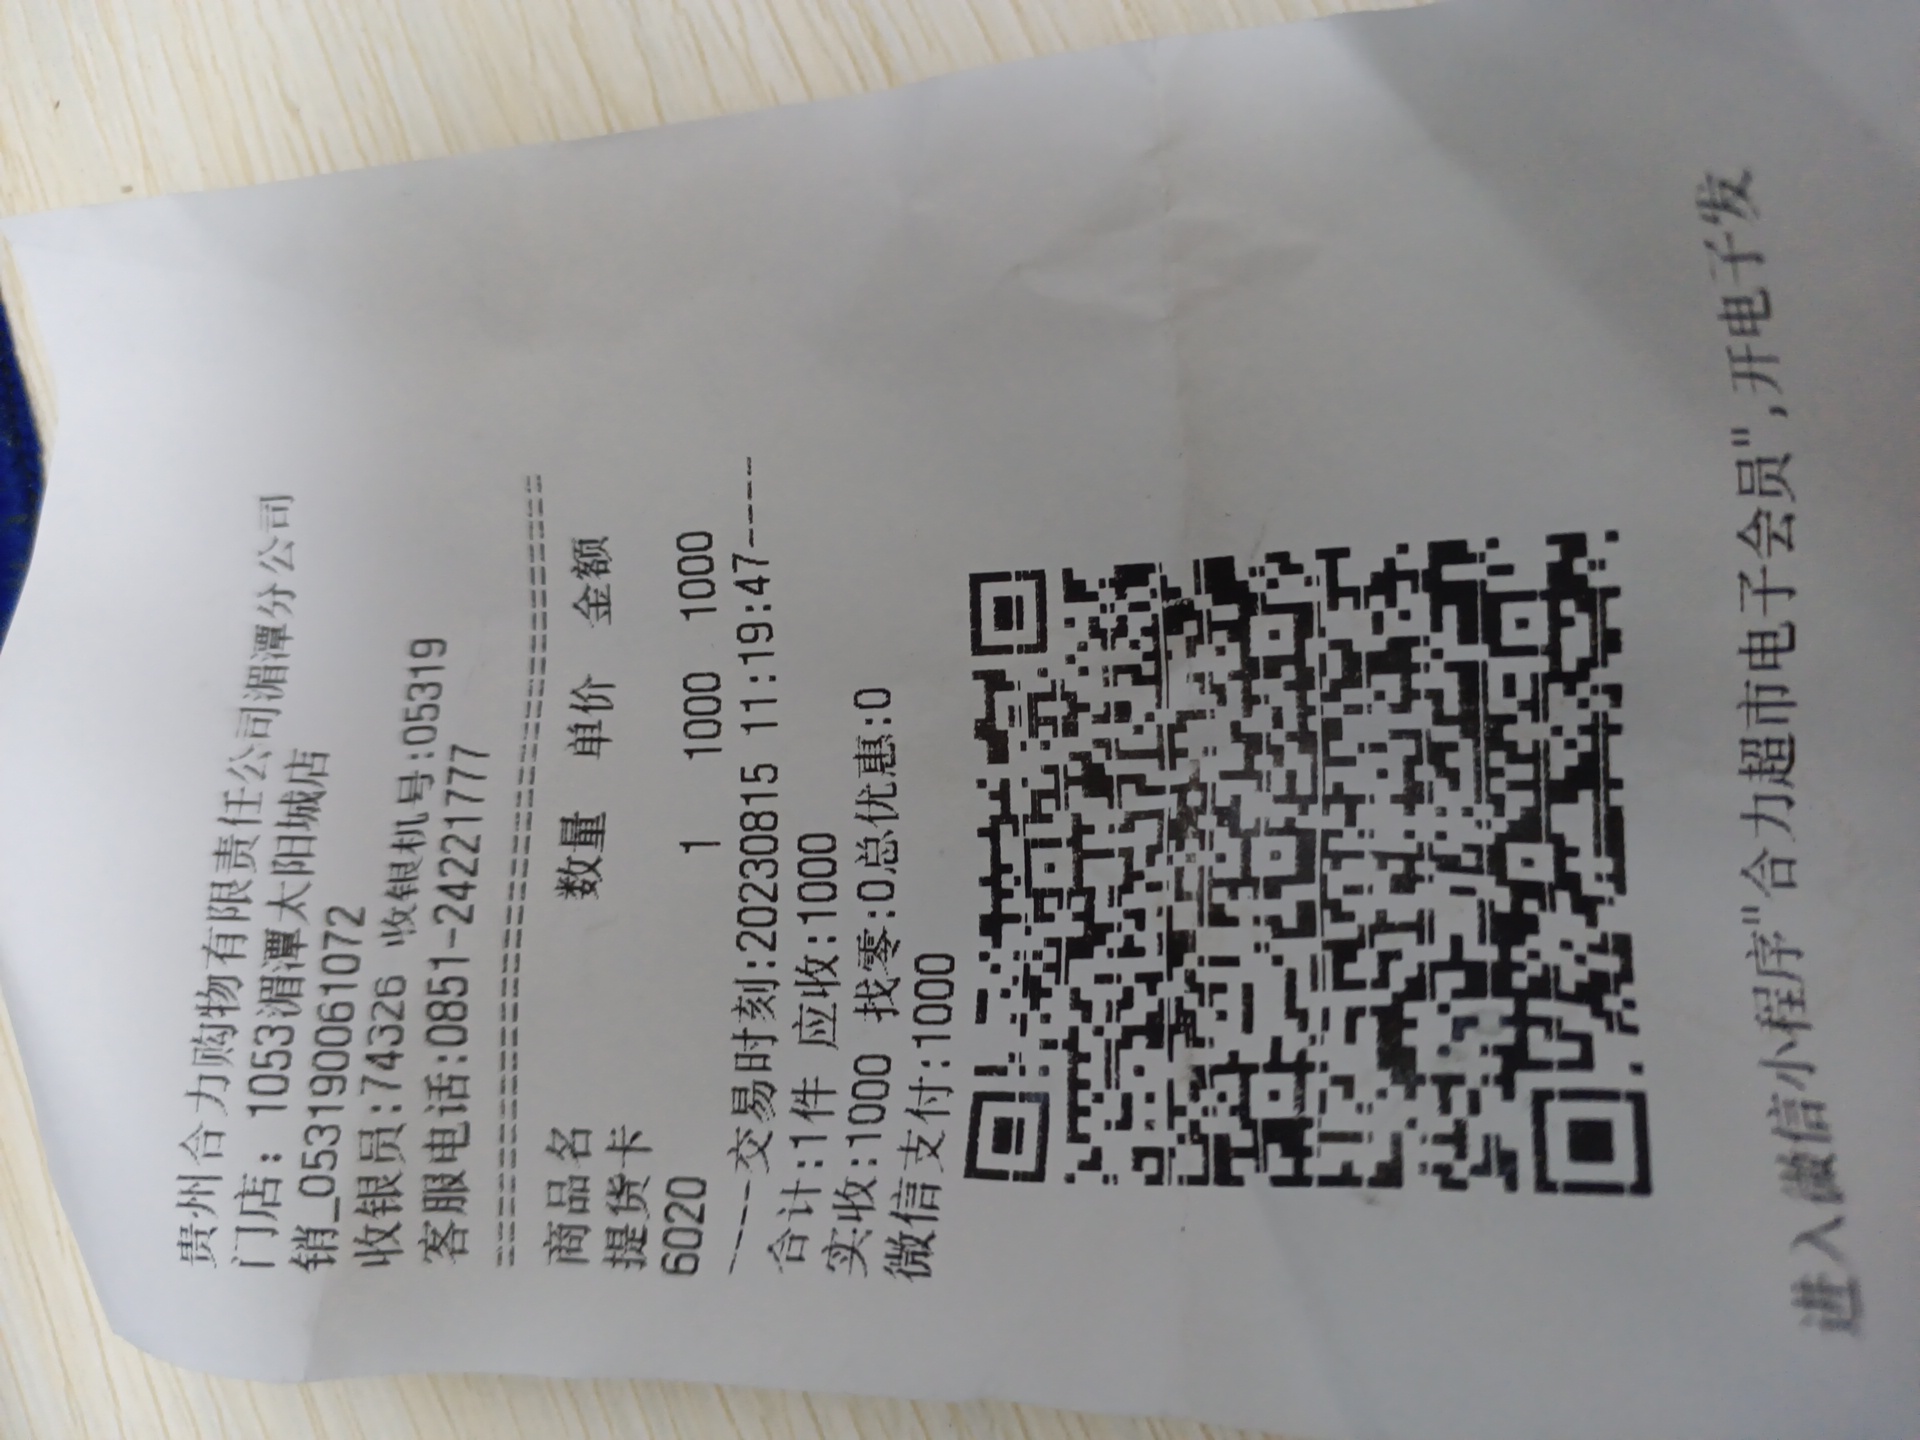 贵州合力购物有限责任公司湄潭分公司
门店：1053湄潭太阳城店
销_053190061072
收银员:74326 收银机号:05319
客服电话:0851-24221777
================================
商品名 数量 单价 金额
提货卡
6020 1 1000 1000
----交易时刻:20230815 11:19:47----
合计:1件 应收:1000
实收:1000 找零:0总优惠:0
微信支付:1000
进入微信小程序"合力超市电子会员",开电子发